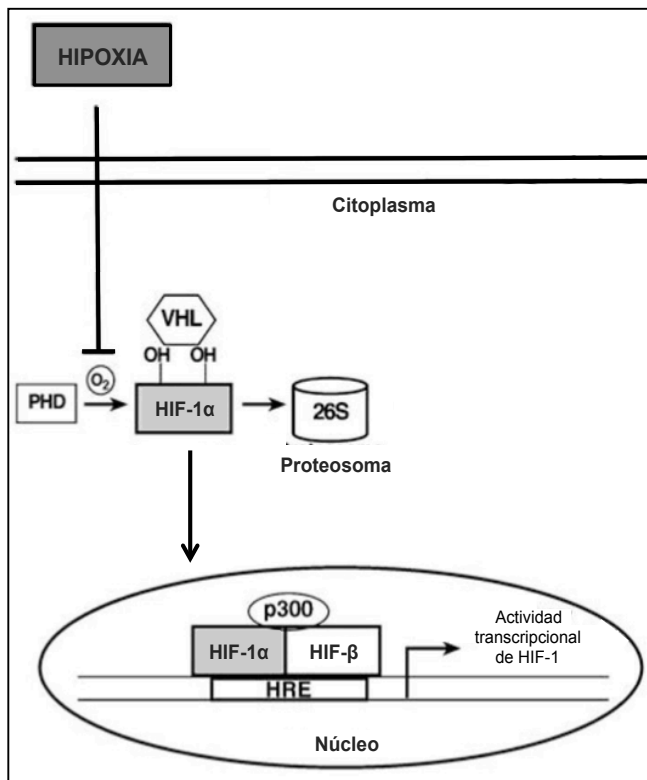 HIPOXIA
Citoplasma
VHL
OH OH
O2
PHD
HIF-1α
26S
Proteosoma
p300
HIF-1α
HIF-β
HRE
Actividad
transcripcional
de HIF-1
Núcleo